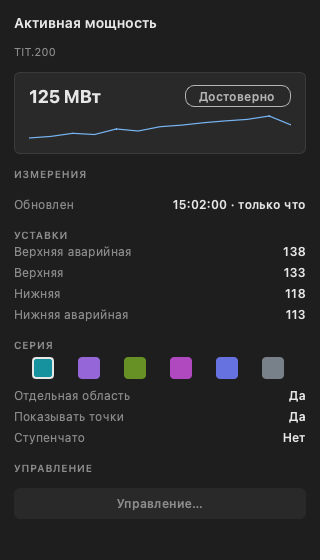 Активная мощность
TIT.200
125 МВт
Достоверно
ИЗМЕРЕНИЯ
Обновлен 15:02:00 · только что
УСТАВКИ
Верхняя аварийная 138
Верхняя 133
Нижняя 118
Нижняя аварийная 113
СЕРИЯ
Отдельная область Да
Показывать точки Да
Ступенчато Нет
УПРАВЛЕНИЕ
Управление...